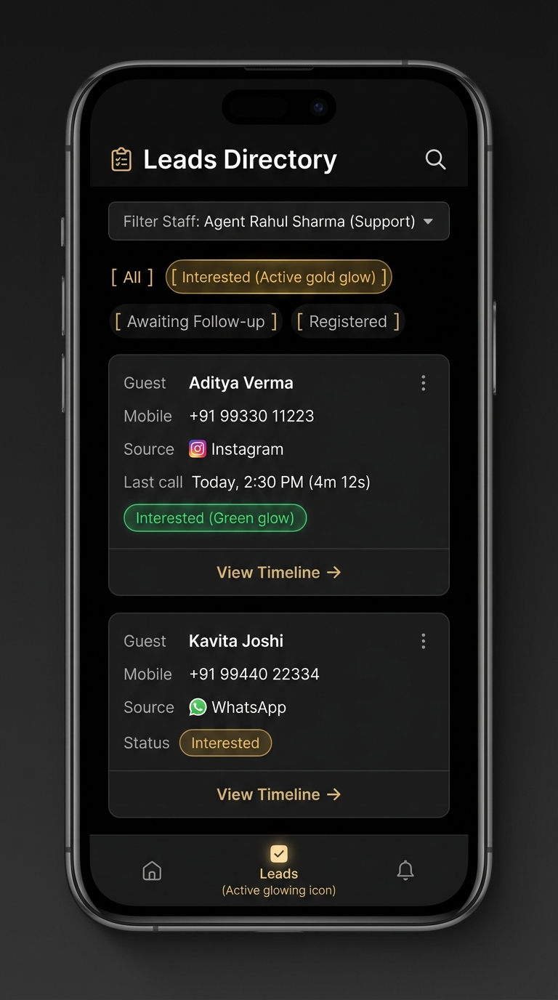 Leads Directory
Filter Staff: Agent Rahul Sharma (Support)
[ All ] [ Interested (Active gold glow) ]
[ Awaiting Follow-up ] [ Registered ]
Guest Aditya Verma
Mobile +91 99330 11223
Source Instagram
Last call Today, 2:30 PM (4m 12s)
Interested (Green glow)
View Timeline →
Guest Kavita Joshi
Mobile +91 99440 22334
Source WhatsApp
Status Interested
View Timeline →
Leads
(Active glowing icon)